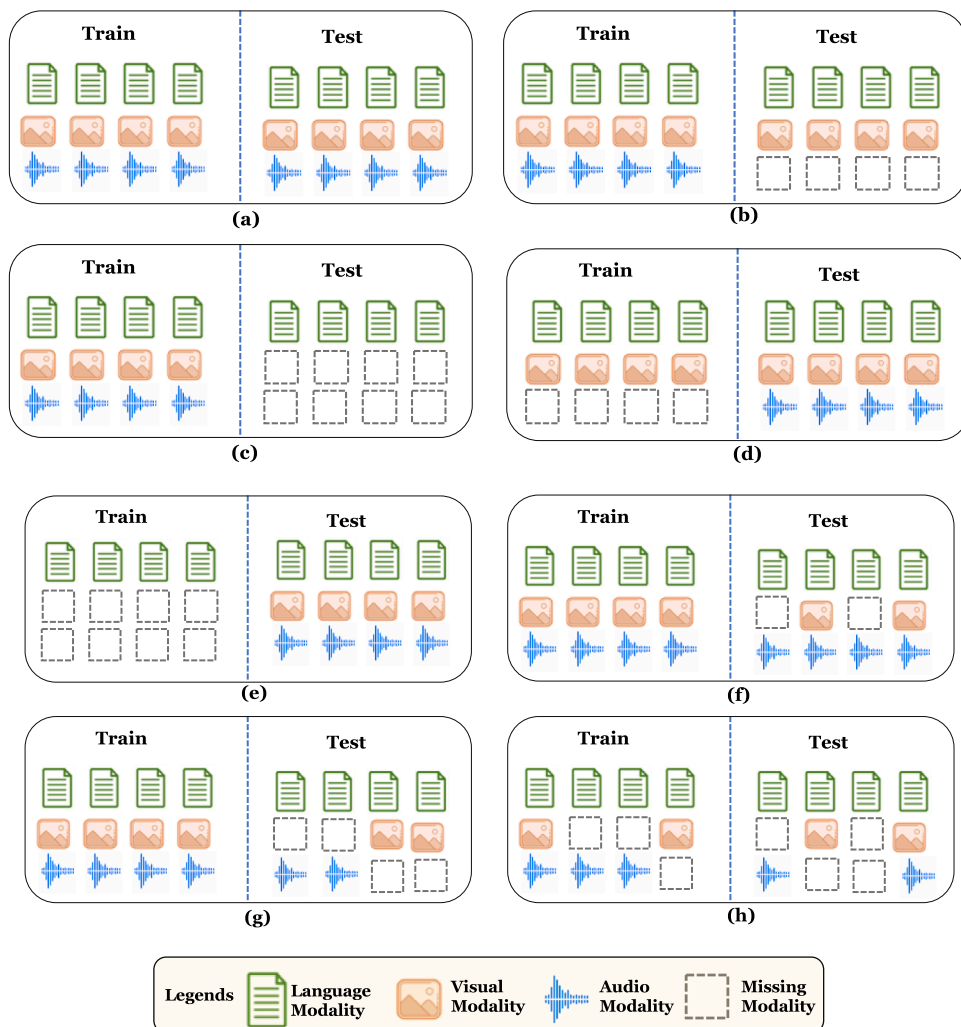 Train
Test
(a)
Train
Test
(b)
Train
Test
(c)
Train
Test
(d)
Train
Test
(e)
Train
Test
(f)
Train
Test
(g)
Train
Test
(h)
Legends
Language
Modality
Visual
Modality
Audio
Modality
Missing
Modality